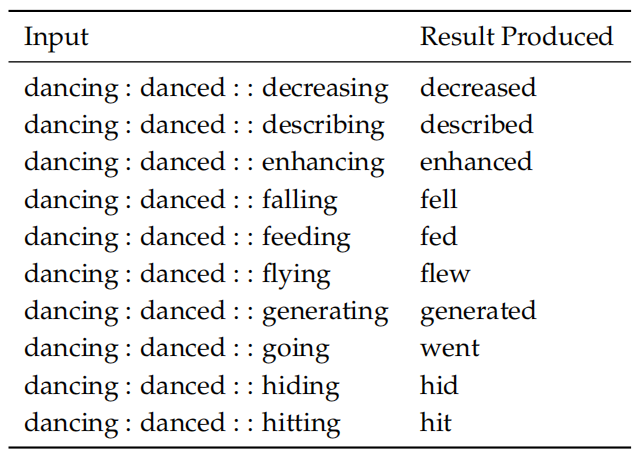 Input Result Produced
dancing : danced : : decreasing decreased
dancing : danced : : describing described
dancing : danced : : enhancing enhanced
dancing : danced : : falling fell
dancing : danced : : feeding fed
dancing : danced : : flying flew
dancing : danced : : generating generated
dancing : danced : : going went
dancing : danced : : hiding hid
dancing : danced : : hitting hit